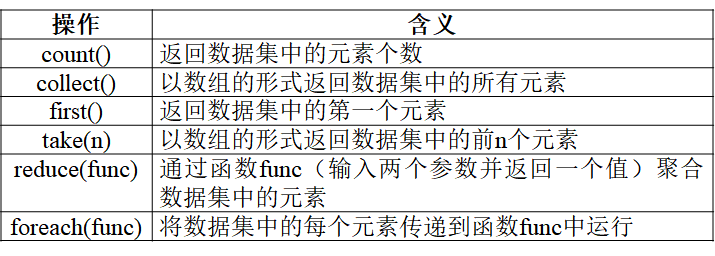 操作 含义
count() 返回数据集中的元素个数
collect() 以数组的形式返回数据集中的所有元素
first() 返回数据集中的第一个元素
take(n) 以数组的形式返回数据集中的前n个元素
reduce(func) 通过函数func（输入两个参数并返回一个值）聚合
数据集中的元素
foreach(func) 将数据集中的每个元素传递到函数func中运行